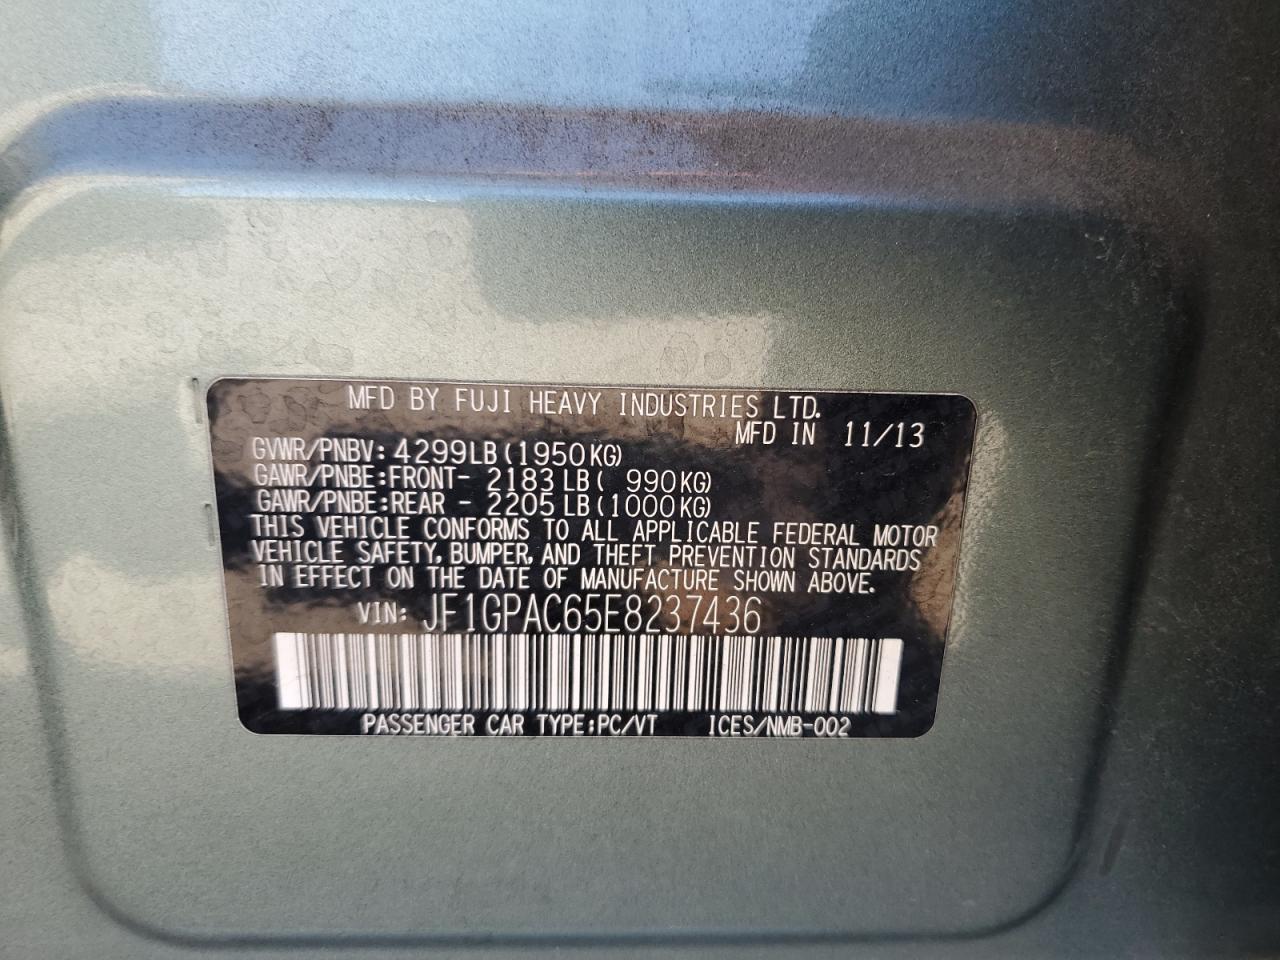 MFD BY FUJI HEAVY INDUSTRIES LTD.
MFD IN 11/13
GVWR/PNBV: 4299LB(1950KG)
GAWR/PNBE:FRONT- 2183LB( 990KG)
GAWR/PNBE:REAR - 2205LB(1000KG)
THIS VEHICLE CONFORMS TO ALL APPLICABLE FEDERAL MOTOR
VEHICLE SAFETY, BUMPER, AND THEFT PREVENTION STANDARDS
IN EFFECT ON THE DATE OF MANUFACTURE SHOWN ABOVE.
VIN: JF1GPAC65E8237436
PASSENGER CAR TYPE:PC/VT ICES/NMB-002